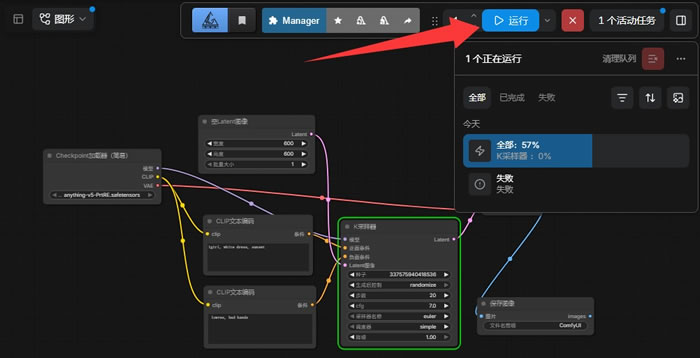 图形
Manager
运行
1 个活动任务
1 个正在运行
清理队列
全部
已完成
失败
今天
全部: 57%
K采样器 : 0%
失败
失败
空Latent图像
Latent
宽度
600
高度
600
批量大小
1
Checkpoint加载器（简易）
模型
CLIP
VAE
anything-v5-PrtRE.safetensors
CLIP文本编码
clip
条件
1girl, White dress, sunset
CLIP文本编码
clip
条件
lowres, bad hands
K采样器
模型
Latent
正面条件
负面条件
Latent图像
种子
337575940418536
生成后控制
randomize
步数
20
cfg
7.0
采样器名称
euler
调度器
simple
降噪
1.00
保存图像
图片
images
文件名前缀
ComfyUI